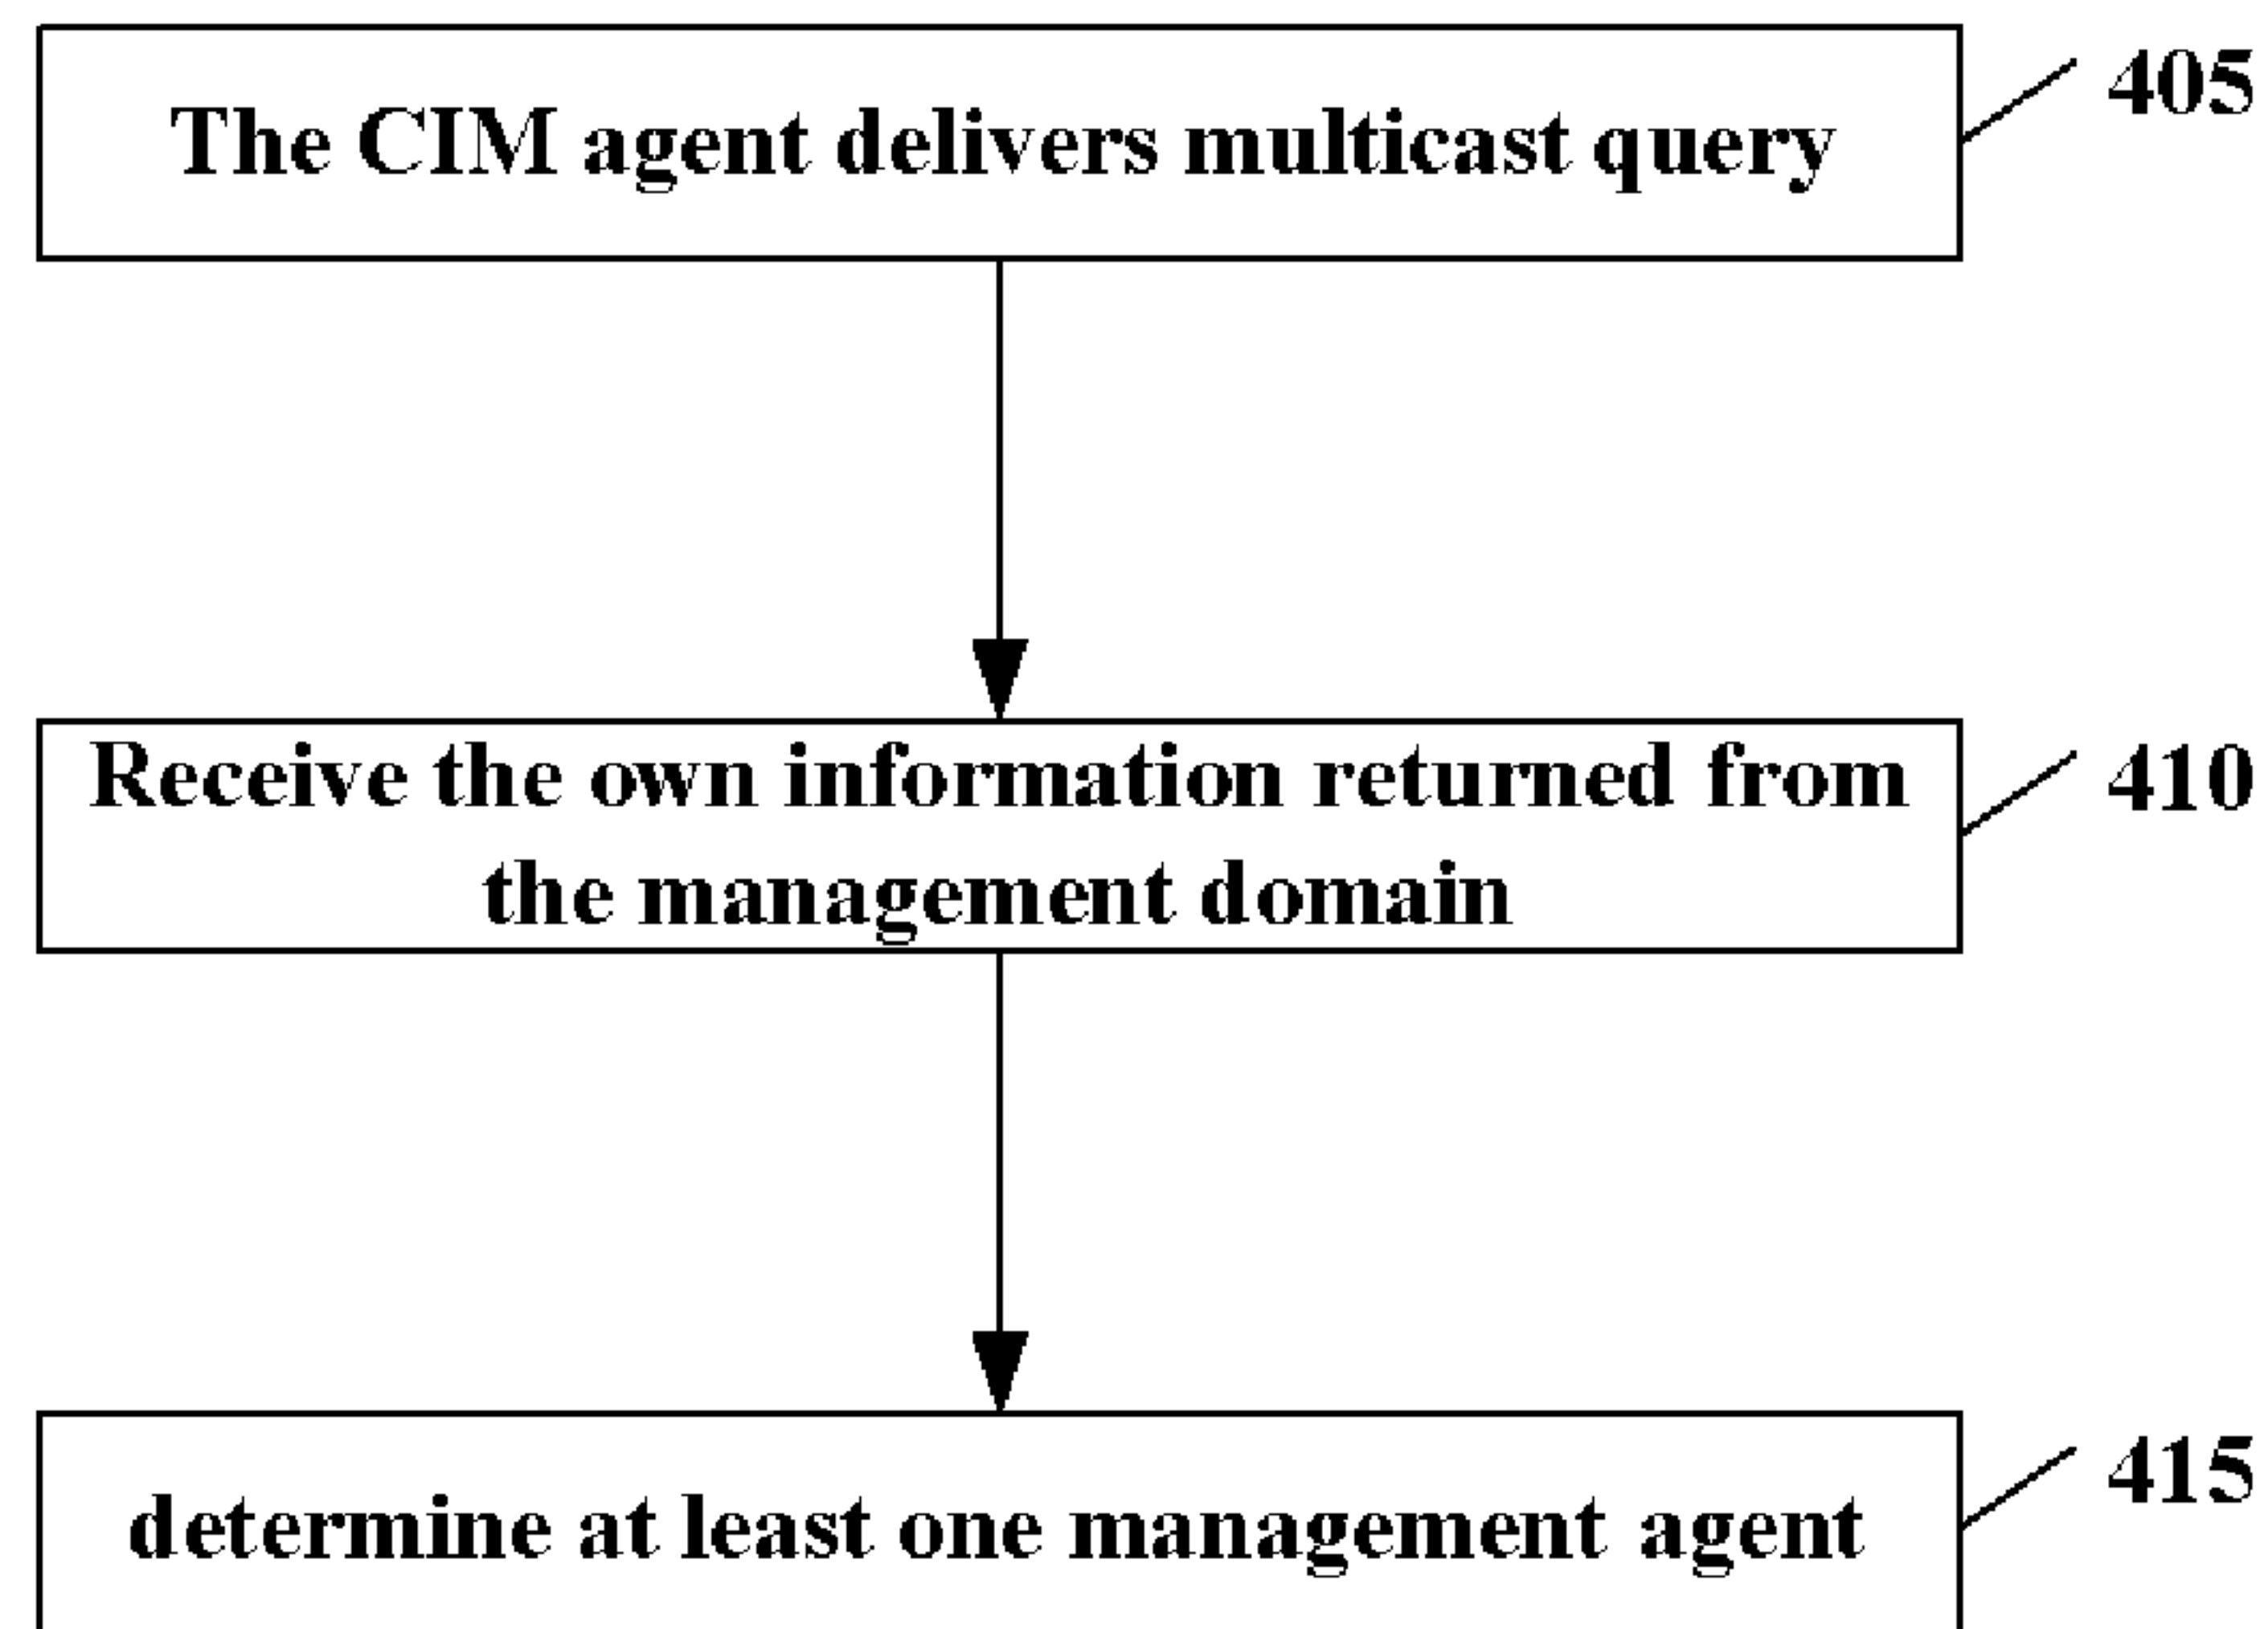 The CIM agent delivers multicast query
405
Receive the own information returned from
the management domain
410
determine at least one management agent
415